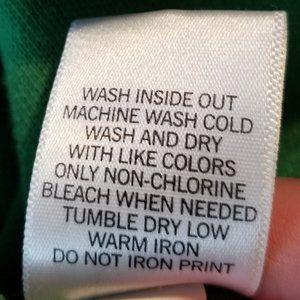 WASH INSIDE OUT
MACHINE WASH COLD
WASH AND DRY
WITH LIKE COLORS
ONLY NON-CHLORINE
BLEACH WHEN NEEDED
TUMBLE DRY LOW
WARM IRON
DO NOT IRON PRINT